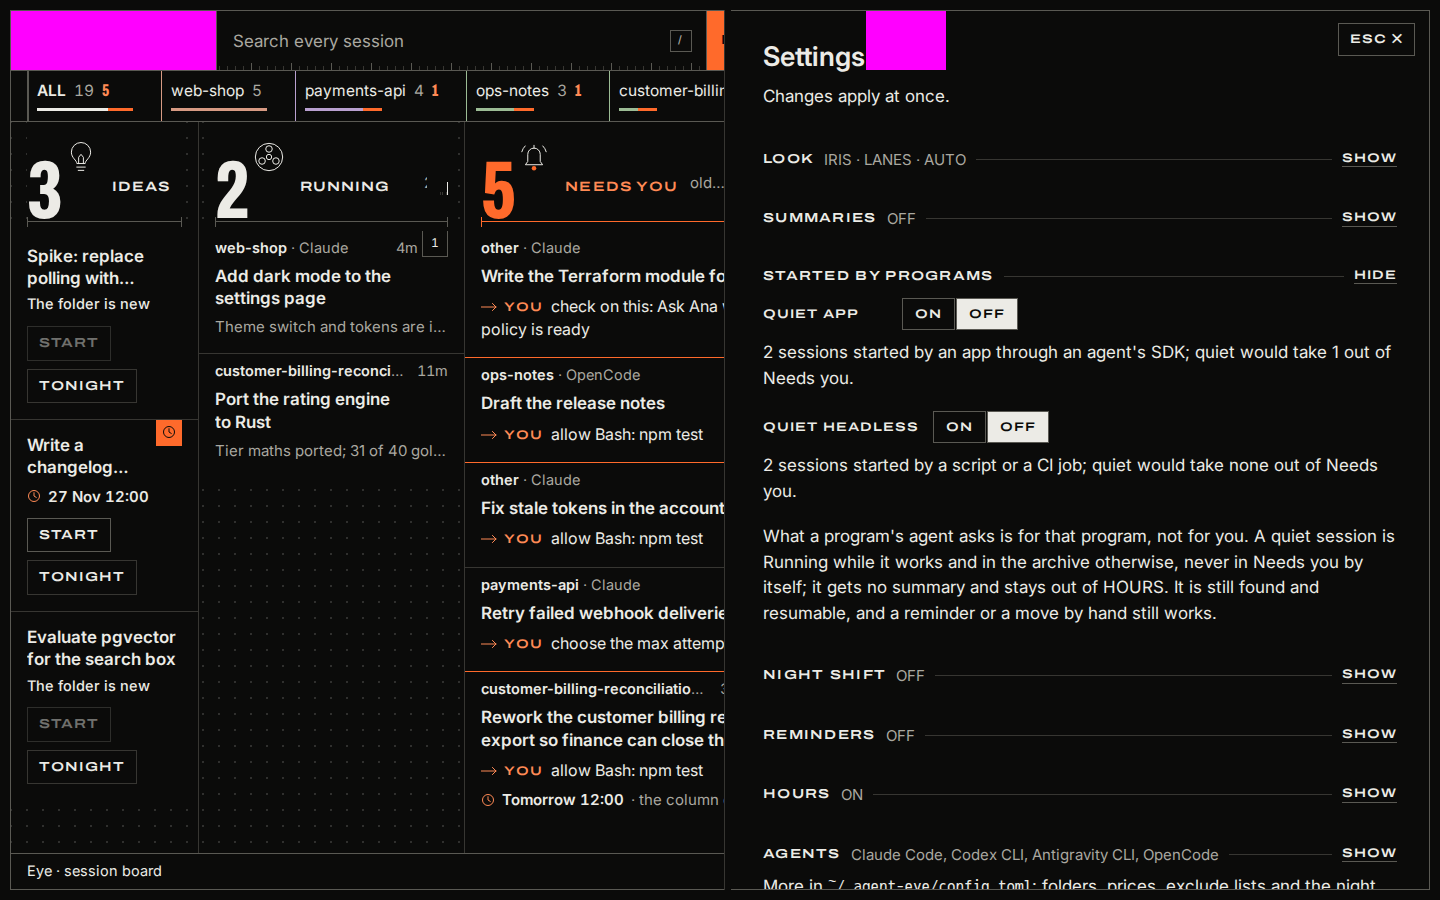 Search every session
/
ALL 19 5
web-shop 5
payments-api 4 1
ops-notes 3 1
customer-billin
3 IDEAS
Spike: replace
polling with...
The folder is new
START
TONIGHT
Write a
changelog...
27 Nov 12:00
START
TONIGHT
Evaluate pgvector
for the search box
The folder is new
START
TONIGHT
2 RUNNING
web-shop · Claude 4m 1
Add dark mode to the
settings page
Theme switch and tokens are i...
customer-billing-reconci... 11m
Port the rating engine
to Rust
Tier maths ported; 31 of 40 gol...
5 NEEDS YOU old...
other · Claude
Write the Terraform module fo
→ YOU check on this: Ask Ana
policy is ready
ops-notes · OpenCode
Draft the release notes
→ YOU allow Bash: npm test
other · Claude
Fix stale tokens in the account
→ YOU allow Bash: npm test
payments-api · Claude
Retry failed webhook deliverie
→ YOU choose the max attemp
customer-billing-reconciliatio...
Rework the customer billing re
export so finance can close th
→ YOU allow Bash: npm test
Tomorrow 12:00 · the column
Eye · session board
Settings
ESC ✕
Changes apply at once.
LOOK IRIS · LANES · AUTO SHOW
SUMMARIES OFF SHOW
STARTED BY PROGRAMS HIDE
QUIET APP ON OFF
2 sessions started by an app through an agent's SDK; quiet would take 1 out of
Needs you.
QUIET HEADLESS ON OFF
2 sessions started by a script or a CI job; quiet would take none out of Needs
you.
What a program's agent asks is for that program, not for you. A quiet session is
Running while it works and in the archive otherwise, never in Needs you by
itself; it gets no summary and stays out of HOURS. It is still found and
resumable, and a reminder or a move by hand still works.
NIGHT SHIFT OFF SHOW
REMINDERS OFF SHOW
HOURS ON SHOW
AGENTS Claude Code, Codex CLI, Antigravity CLI, OpenCode SHOW
More in ~/.agent-eye/config.toml: folders, prices, exclude lists and the night